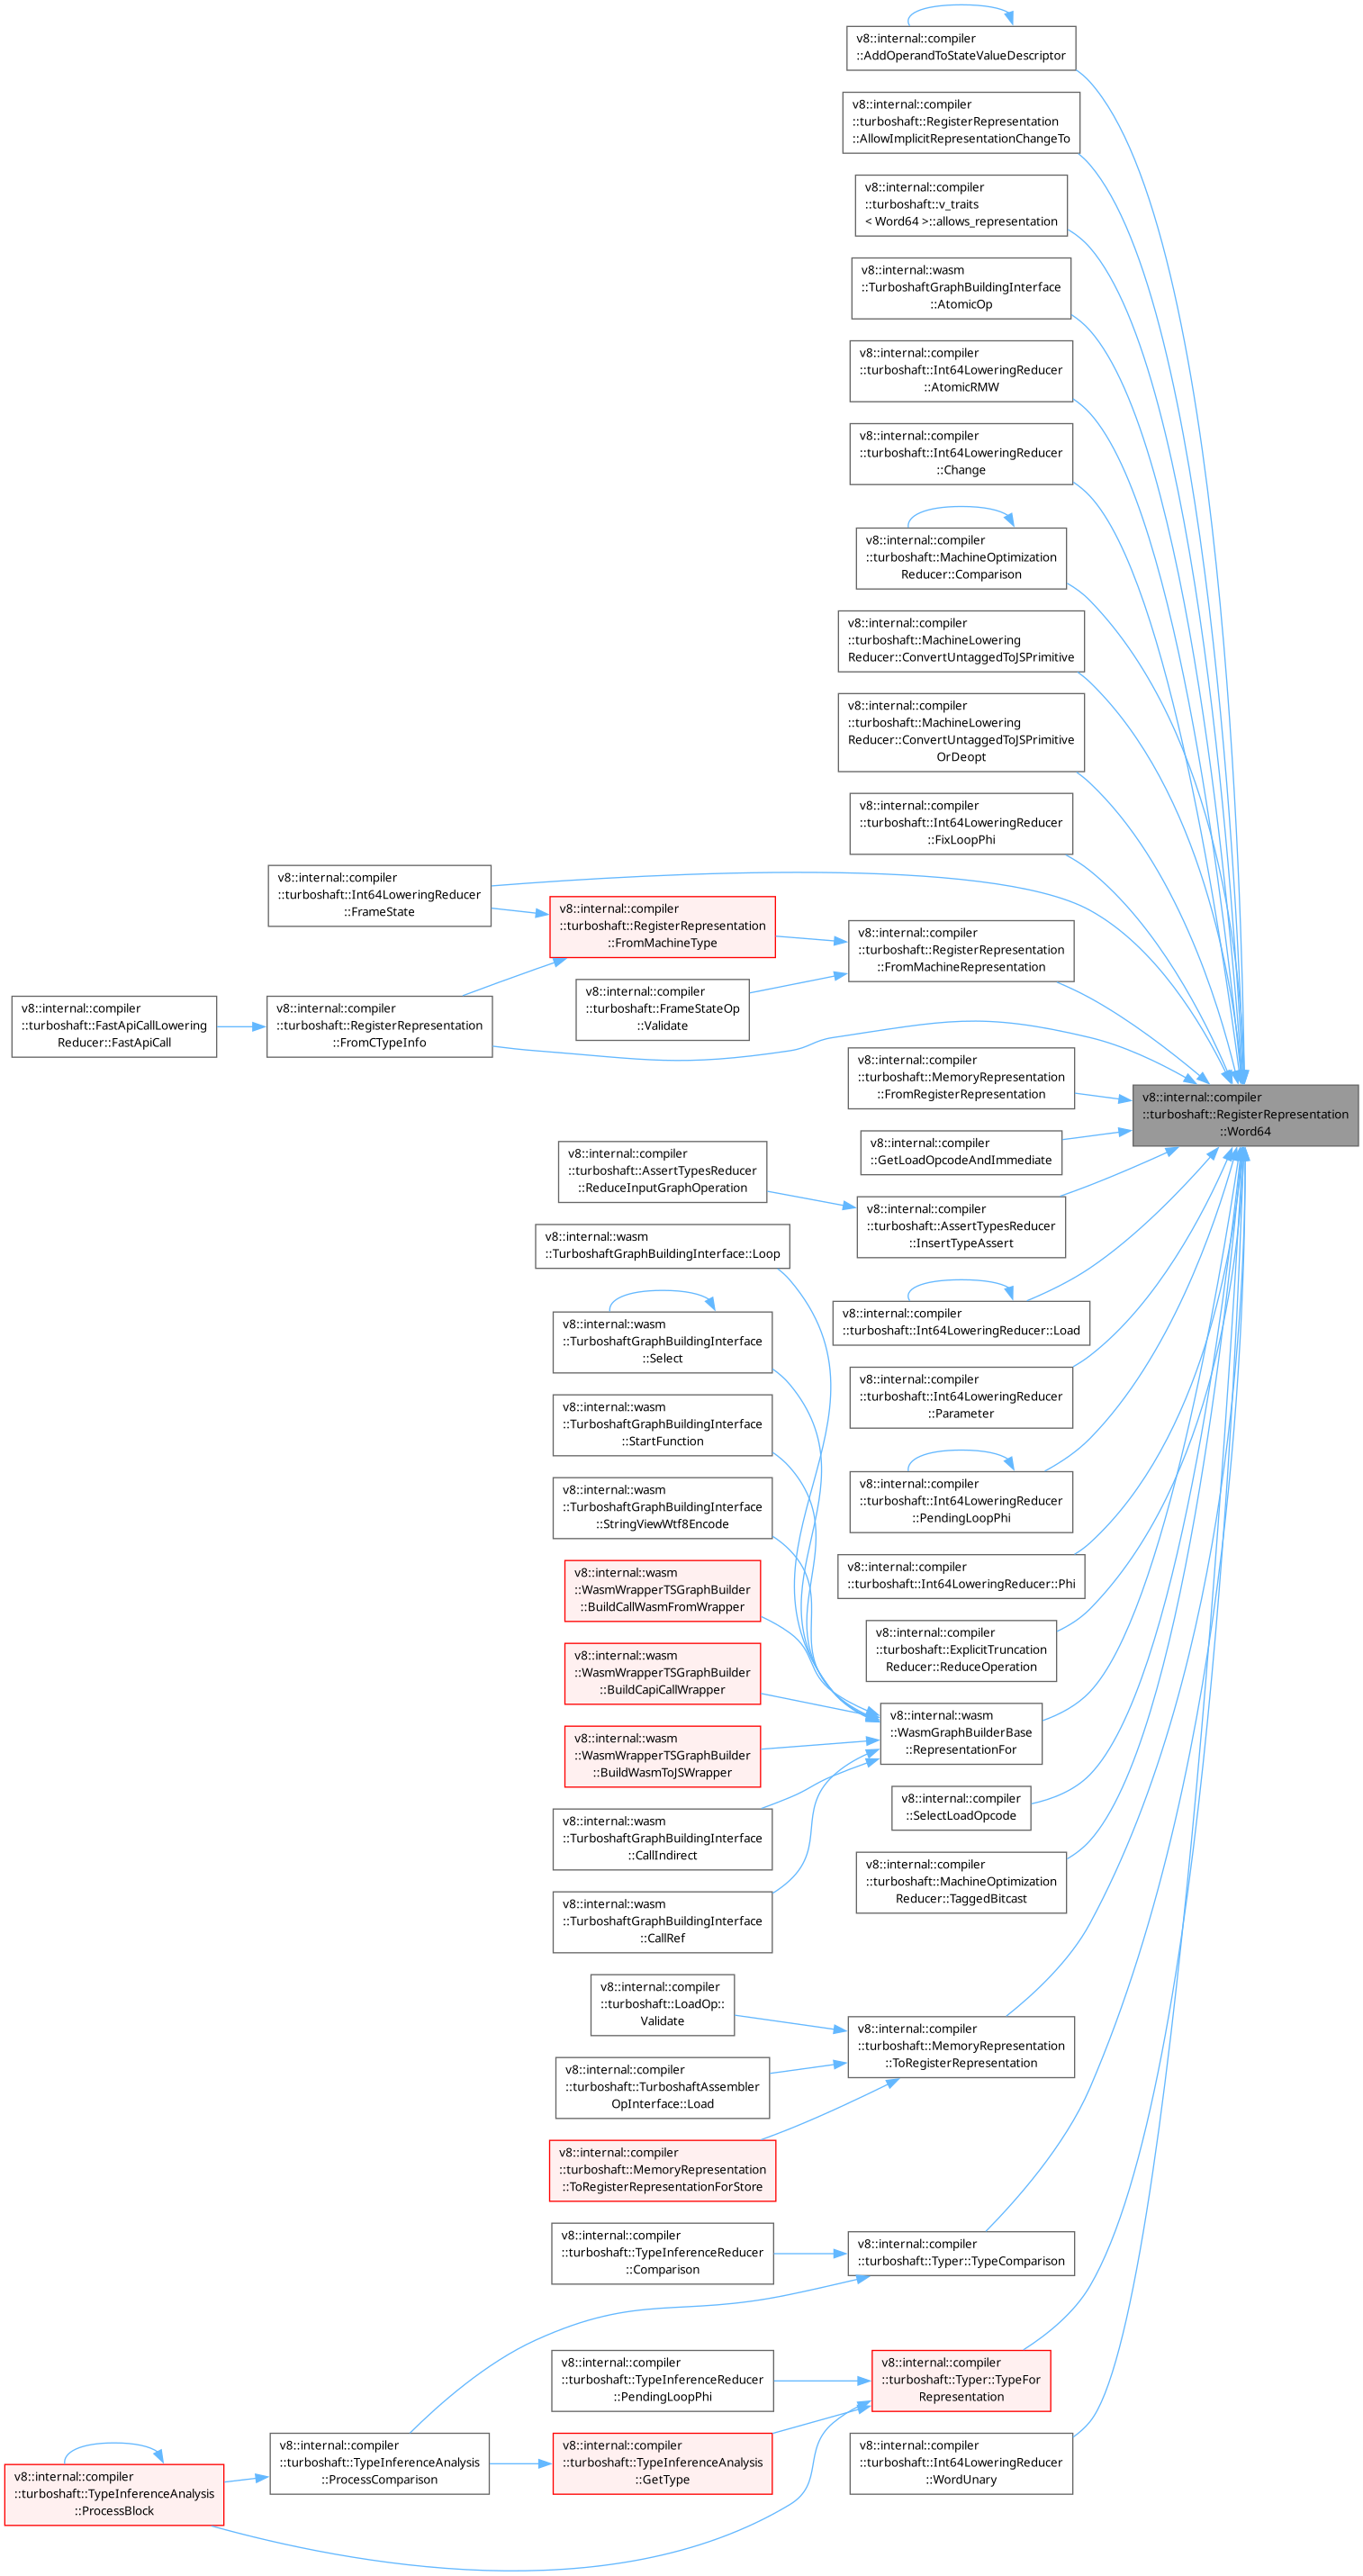 v8::internal::compiler
::AddOperandToStateValueDescriptor
v8::internal::compiler
::turboshaft::RegisterRepresentation
::AllowImplicitRepresentationChangeTo
v8::internal::compiler
::turboshaft::v_traits
< Word64 >::allows_representation
v8::internal::wasm
::TurboshaftGraphBuildingInterface
::AtomicOp
v8::internal::compiler
::turboshaft::Int64LoweringReducer
::AtomicRMW
v8::internal::compiler
::turboshaft::Int64LoweringReducer
::Change
v8::internal::compiler
::turboshaft::MachineOptimization
Reducer::Comparison
v8::internal::compiler
::turboshaft::MachineLowering
Reducer::ConvertUntaggedToJSPrimitive
v8::internal::compiler
::turboshaft::MachineLowering
Reducer::ConvertUntaggedToJSPrimitive
OrDeopt
v8::internal::compiler
::turboshaft::Int64LoweringReducer
::FixLoopPhi
v8::internal::compiler
::turboshaft::Int64LoweringReducer
::FrameState
v8::internal::compiler
::turboshaft::RegisterRepresentation
::FromMachineType
v8::internal::compiler
::turboshaft::RegisterRepresentation
::FromMachineRepresentation
v8::internal::compiler
::turboshaft::FrameStateOp
::Validate
v8::internal::compiler
::turboshaft::FastApiCallLowering
Reducer::FastApiCall
v8::internal::compiler
::turboshaft::RegisterRepresentation
::FromCTypeInfo
v8::internal::compiler
::turboshaft::MemoryRepresentation
::FromRegisterRepresentation
v8::internal::compiler
::turboshaft::RegisterRepresentation
::Word64
v8::internal::compiler
::GetLoadOpcodeAndImmediate
v8::internal::compiler
::turboshaft::AssertTypesReducer
::ReduceInputGraphOperation
v8::internal::compiler
::turboshaft::AssertTypesReducer
::InsertTypeAssert
v8::internal::wasm
::TurboshaftGraphBuildingInterface::Loop
v8::internal::compiler
::turboshaft::Int64LoweringReducer::Load
v8::internal::wasm
::TurboshaftGraphBuildingInterface
::Select
v8::internal::compiler
::turboshaft::Int64LoweringReducer
::Parameter
v8::internal::wasm
::TurboshaftGraphBuildingInterface
::StartFunction
v8::internal::compiler
::turboshaft::Int64LoweringReducer
::PendingLoopPhi
v8::internal::wasm
::TurboshaftGraphBuildingInterface
::StringViewWtf8Encode
v8::internal::compiler
::turboshaft::Int64LoweringReducer::Phi
v8::internal::wasm
::WasmWrapperTSGraphBuilder
::BuildCallWasmFromWrapper
v8::internal::compiler
::turboshaft::ExplicitTruncation
Reducer::ReduceOperation
v8::internal::wasm
::WasmWrapperTSGraphBuilder
::BuildCapiCallWrapper
v8::internal::wasm
::WasmGraphBuilderBase
::RepresentationFor
v8::internal::wasm
::WasmWrapperTSGraphBuilder
::BuildWasmToJSWrapper
v8::internal::compiler
::SelectLoadOpcode
v8::internal::wasm
::TurboshaftGraphBuildingInterface
::CallIndirect
v8::internal::compiler
::turboshaft::MachineOptimization
Reducer::TaggedBitcast
v8::internal::wasm
::TurboshaftGraphBuildingInterface
::CallRef
v8::internal::compiler
::turboshaft::LoadOp::
Validate
v8::internal::compiler
::turboshaft::MemoryRepresentation
::ToRegisterRepresentation
v8::internal::compiler
::turboshaft::TurboshaftAssembler
OpInterface::Load
v8::internal::compiler
::turboshaft::MemoryRepresentation
::ToRegisterRepresentationForStore
v8::internal::compiler
::turboshaft::TypeInferenceReducer
::Comparison
v8::internal::compiler
::turboshaft::Typer::TypeComparison
v8::internal::compiler
::turboshaft::TypeInferenceReducer
::PendingLoopPhi
v8::internal::compiler
::turboshaft::Typer::TypeFor
Representation
v8::internal::compiler
::turboshaft::TypeInferenceAnalysis
::ProcessBlock
v8::internal::compiler
::turboshaft::TypeInferenceAnalysis
::ProcessComparison
v8::internal::compiler
::turboshaft::TypeInferenceAnalysis
::GetType
v8::internal::compiler
::turboshaft::Int64LoweringReducer
::WordUnary